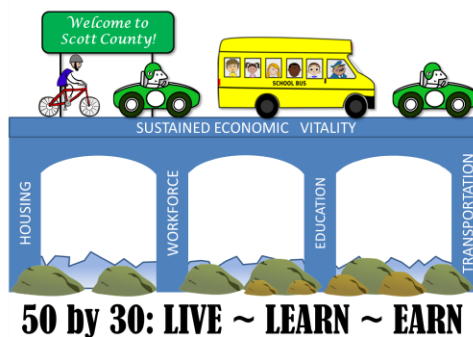 Welcome to
Scott County!
SCHOOL BUS
SUSTAINED ECONOMIC VITALITY
HOUSING
WORKFORCE
EDUCATION
TRANSPORTATION
50 by 30: LIVE ~ LEARN ~ EARN